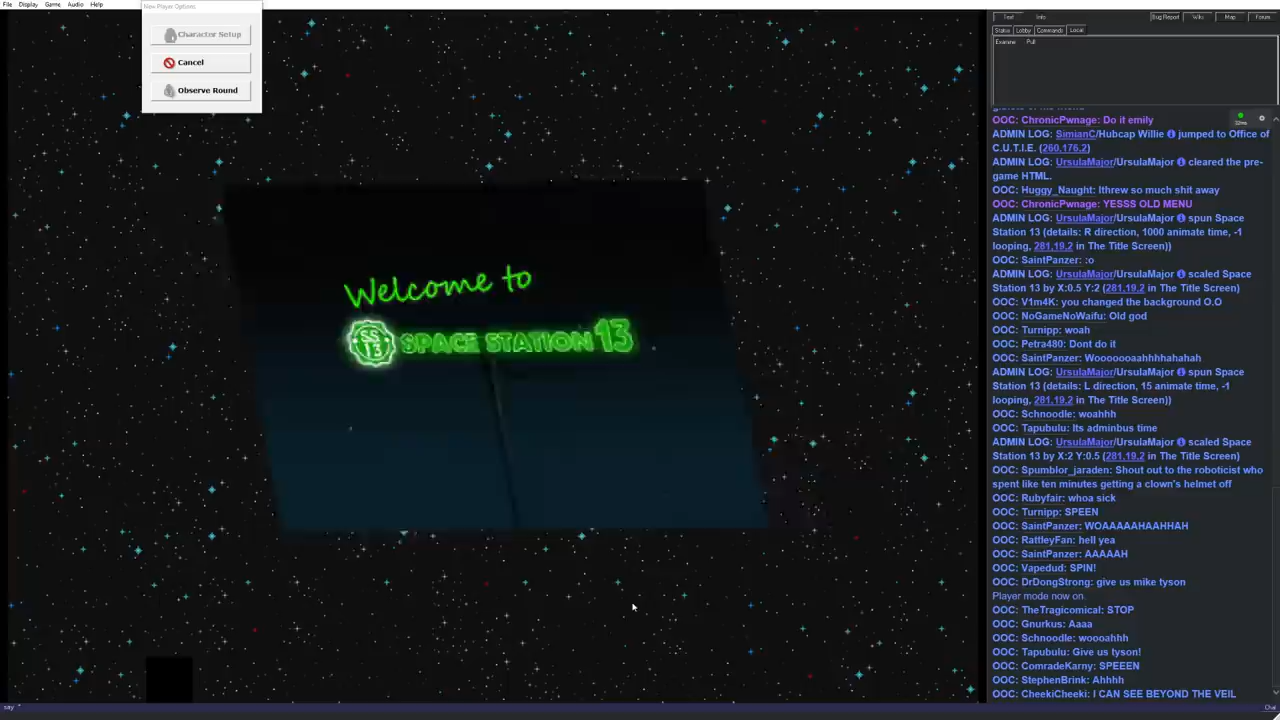 File Display Game Audio Help
New Player Options
Character Setup
Cancel
Observe Round
Welcome to
SS 13
SPACE STATION 13
Text Info Bug Report Wiki Map Forum
Status Lobby Commands Local
Examine Pull
OOC: ChronicPwnage: Do it emily
ADMIN LOG: SimianC/Hubcap Willie jumped to Office of
C.U.T.I.E. (260,176,2)
ADMIN LOG: UrsulaMajor/UrsulaMajor cleared the pre-
game HTML.
OOC: Huggy_Naught: Ithrew so much shit away
OOC: ChronicPwnage: YESSS OLD MENU
ADMIN LOG: UrsulaMajor/UrsulaMajor spun Space
Station 13 (details: R direction, 1000 animate time, -1
looping, 281,19,2 in The Title Screen))
OOC: SaintPanzer: :o
ADMIN LOG: UrsulaMajor/UrsulaMajor scaled Space
Station 13 by X:0.5 Y:2 (281,19,2 in The Title Screen)
OOC: V1m4K: you changed the background O.O
OOC: NoGameNoWaifu: Old god
OOC: Turnipp: woah
OOC: Petra480: Dont do it
OOC: SaintPanzer: Wooooooaahhhahahah
ADMIN LOG: UrsulaMajor/UrsulaMajor spun Space
Station 13 (details: L direction, 15 animate time, -1
looping, 281,19,2 in The Title Screen))
OOC: Schnoodle: woahhh
OOC: Tapubulu: Its adminbus time
ADMIN LOG: UrsulaMajor/UrsulaMajor scaled Space
Station 13 by X:2 Y:0.5 (281,19,2 in The Title Screen)
OOC: Spumblor_jaraden: Shout out to the roboticist who
spent like ten minutes getting a clown's helmet off
OOC: Rubyfair: whoa sick
OOC: Turnipp: SPEEN
OOC: SaintPanzer: WOAAAAAHAAHHAH
OOC: RattleyFan: hell yea
OOC: SaintPanzer: AAAAAH
OOC: Vapedud: SPIN!
OOC: DrDongStrong: give us mike tyson
Player mode now on.
OOC: TheTragicomical: STOP
OOC: Gnurkus: Aaaa
OOC: Schnoodle: woooahhh
OOC: Tapubulu: Give us tyson!
OOC: ComradeKarny: SPEEEN
OOC: StephenBrink: Ahhhh
OOC: CheekiCheeki: I CAN SEE BEYOND THE VEIL
say " Chat